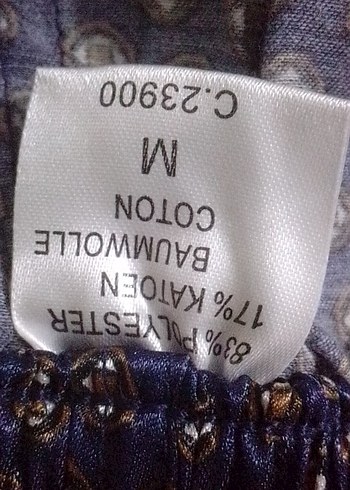 83% POLYESTER
17% KATOEN
BAUMWOLLE
COTON
M
C.23900